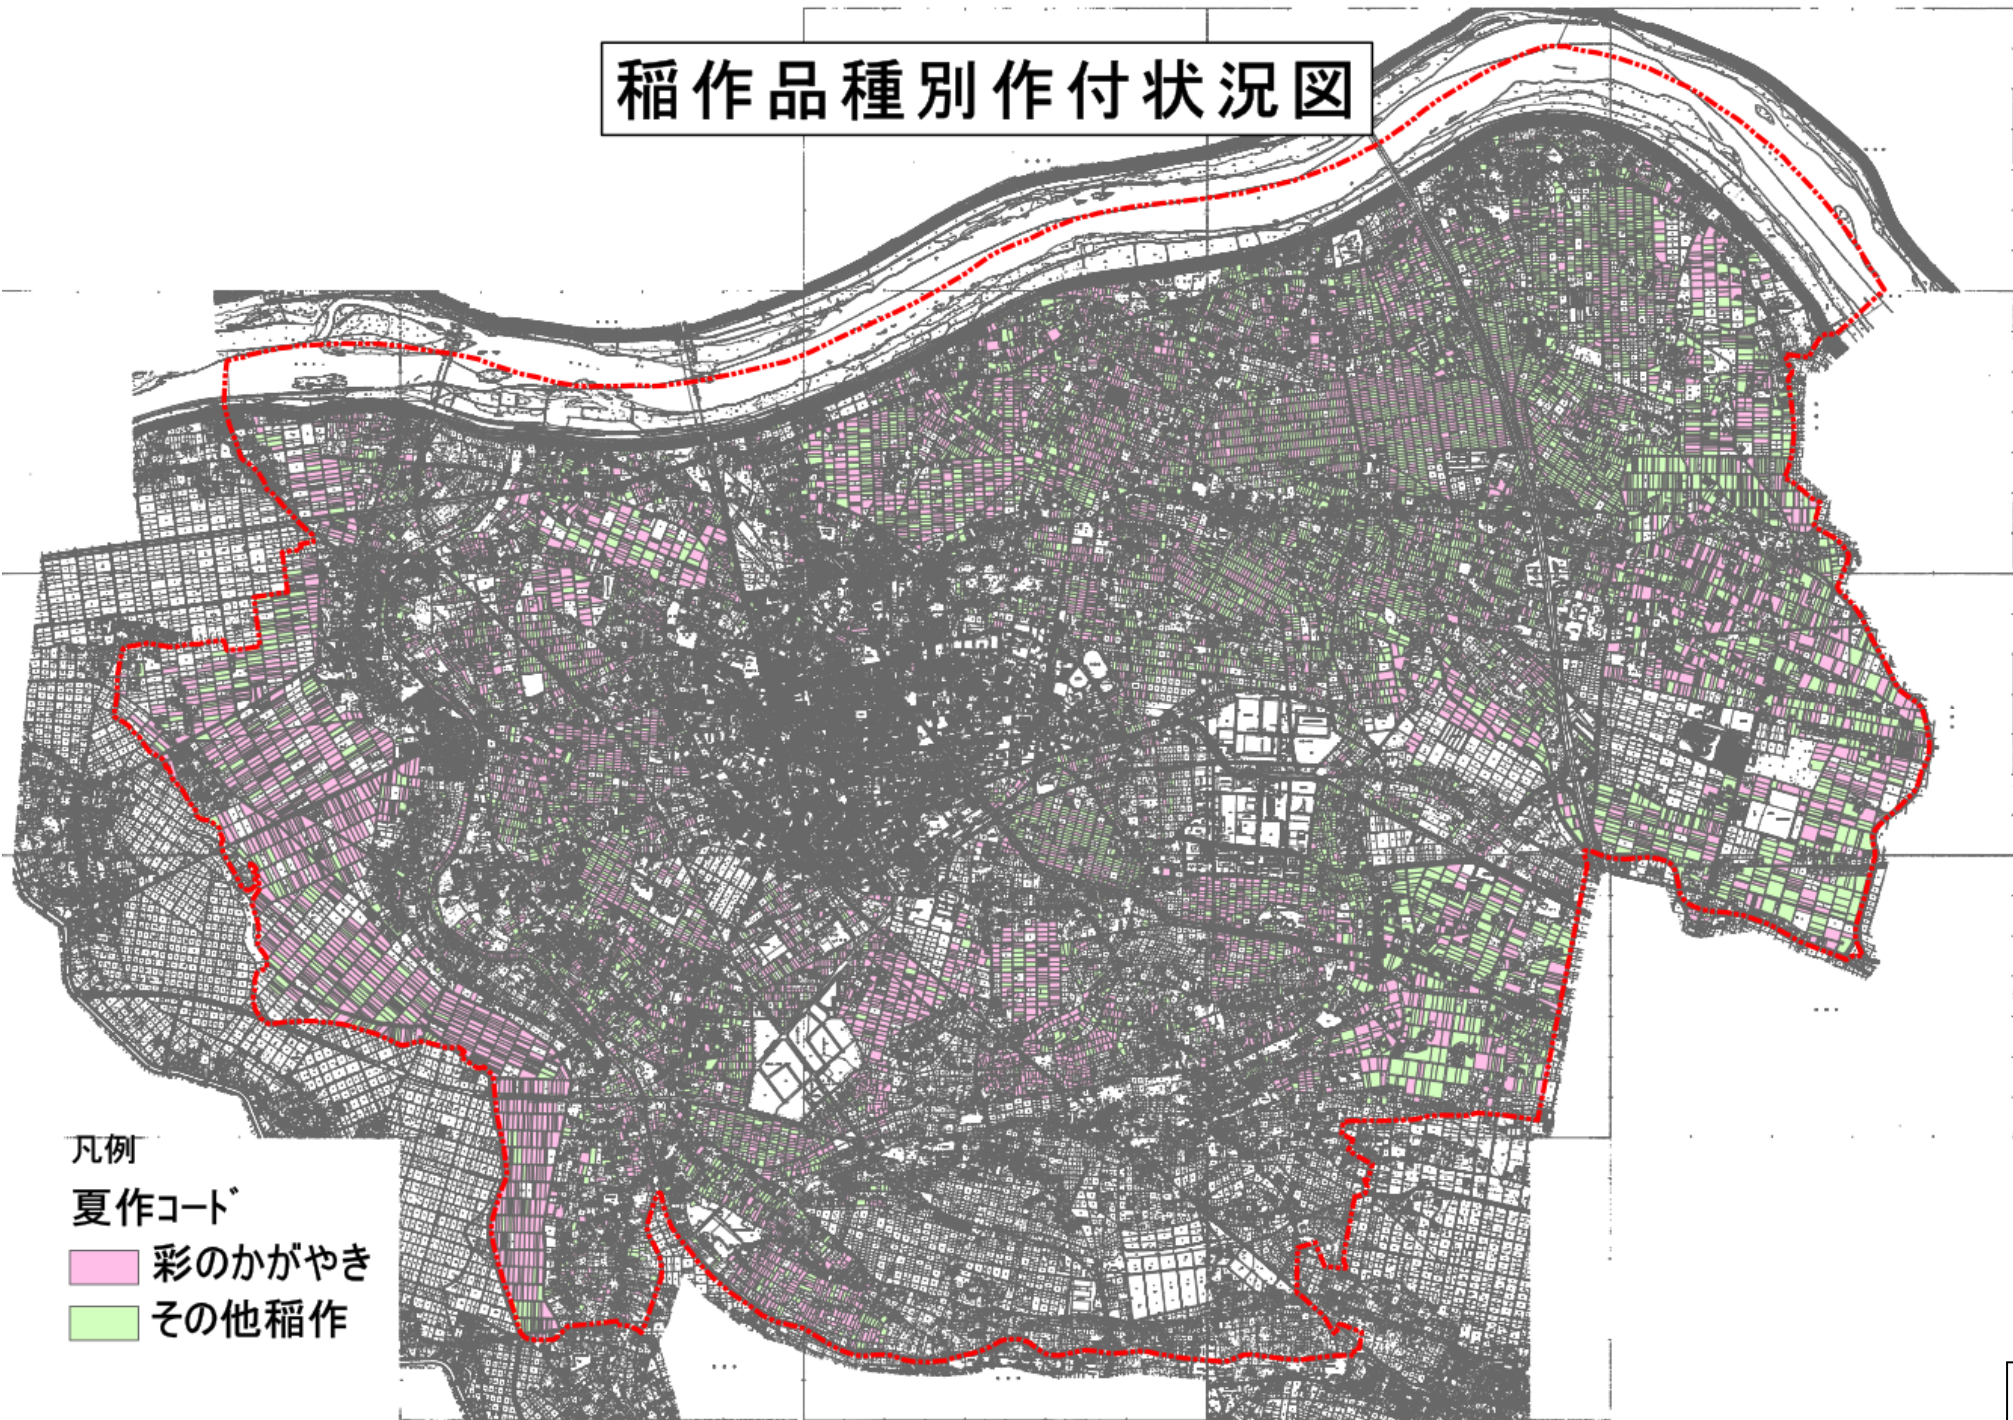 稲作品種別作付状況図
凡例
夏作コード
彩のかがやき
その他稲作